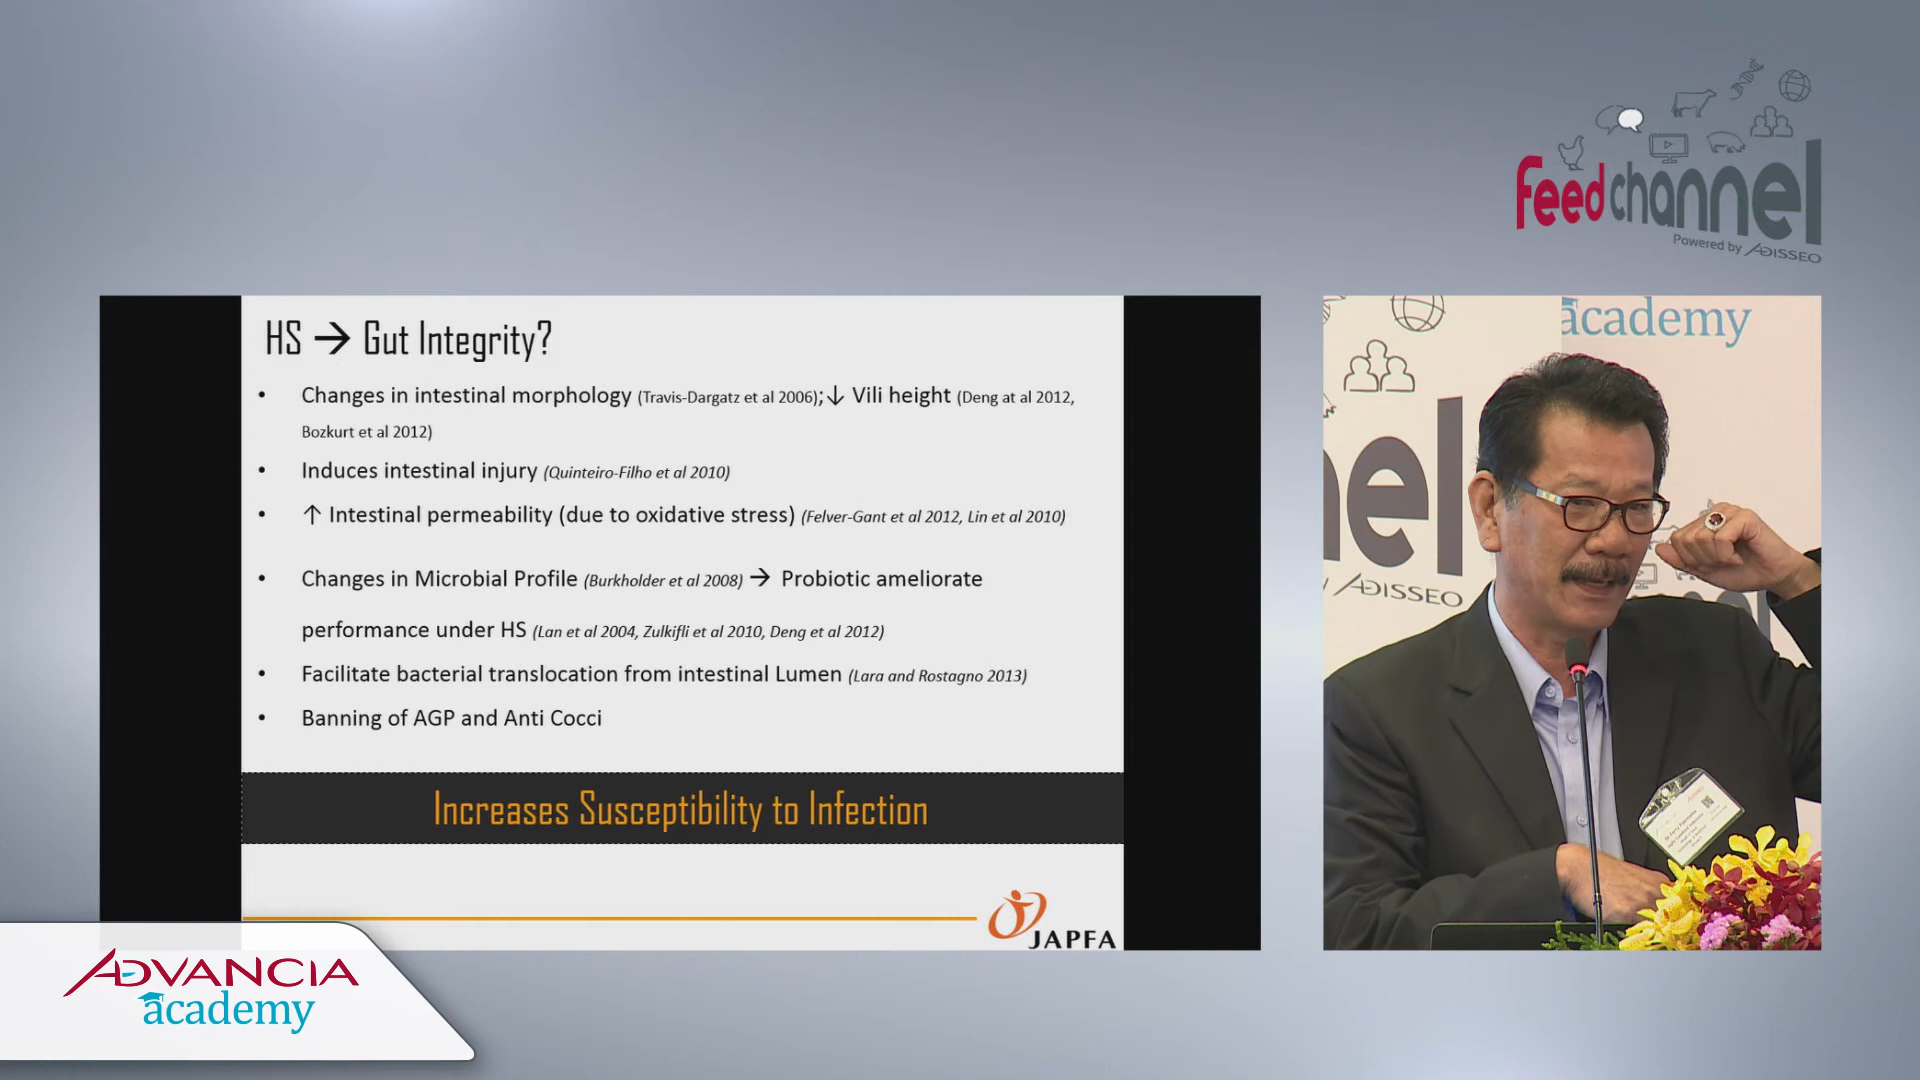 feedchannel
Powered by ADISSEO
HS → Gut Integrity?
• Changes in intestinal morphology (Travis-Dargatz et al 2006);↓ Vili height (Deng at al 2012,
Bozkurt et al 2012)
• Induces intestinal injury (Quinteiro-Filho et al 2010)
• ↑ Intestinal permeability (due to oxidative stress) (Felver-Gant et al 2012, Lin et al 2010)
• Changes in Microbial Profile (Burkholder et al 2008) → Probiotic ameliorate
performance under HS (Lan et al 2004, Zulkifli et al 2010, Deng et al 2012)
• Facilitate bacterial translocation from intestinal Lumen (Lara and Rostagno 2013)
• Banning of AGP and Anti Cocci
Increases Susceptibility to Infection
JAPFA
academy
nel
ADISSEO
ADVANCIA
academy